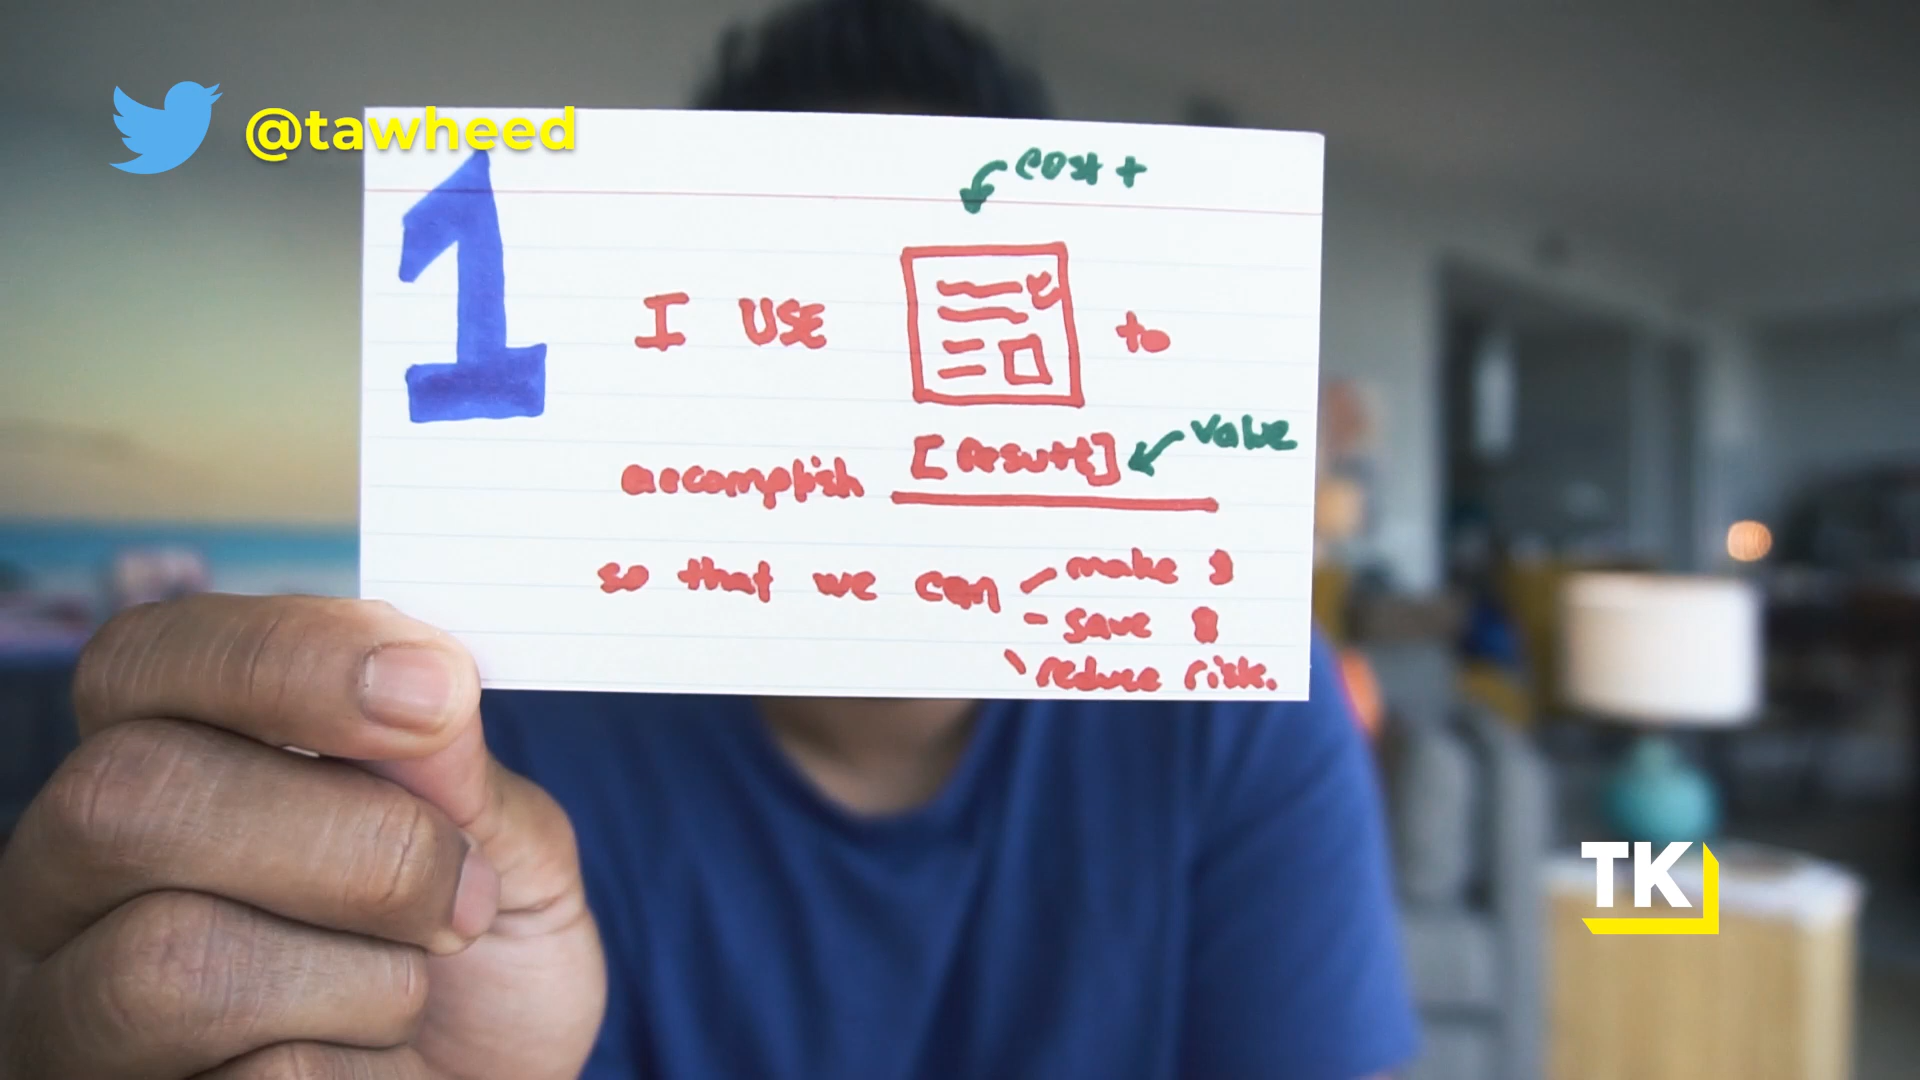 @tawheed
cost +
1
I USE to
value
accomplish [result]
so that we can make $
save $
reduce risk.
TK